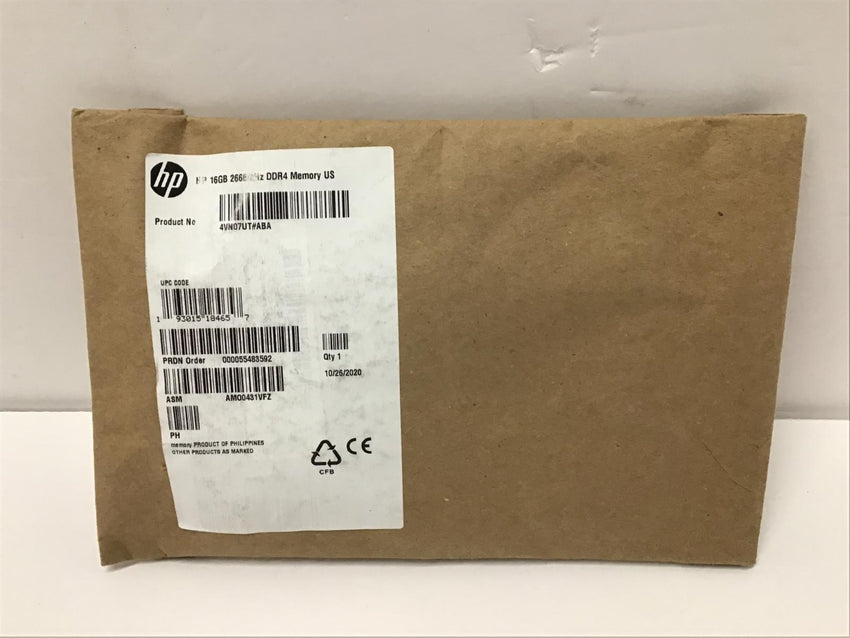 hp
HP 16GB 2666MHz DDR4 Memory US
Product No
4VN07UT#ABA
UPC CODE
1 93015 18465 7
PRDN Order 000055483592
Qty 1
10/26/2020
ASM AMO0431VFZ
PH
memory PRODUCT OF PHILIPPINES
OTHER PRODUCTS AS MARKED
CE
CFB